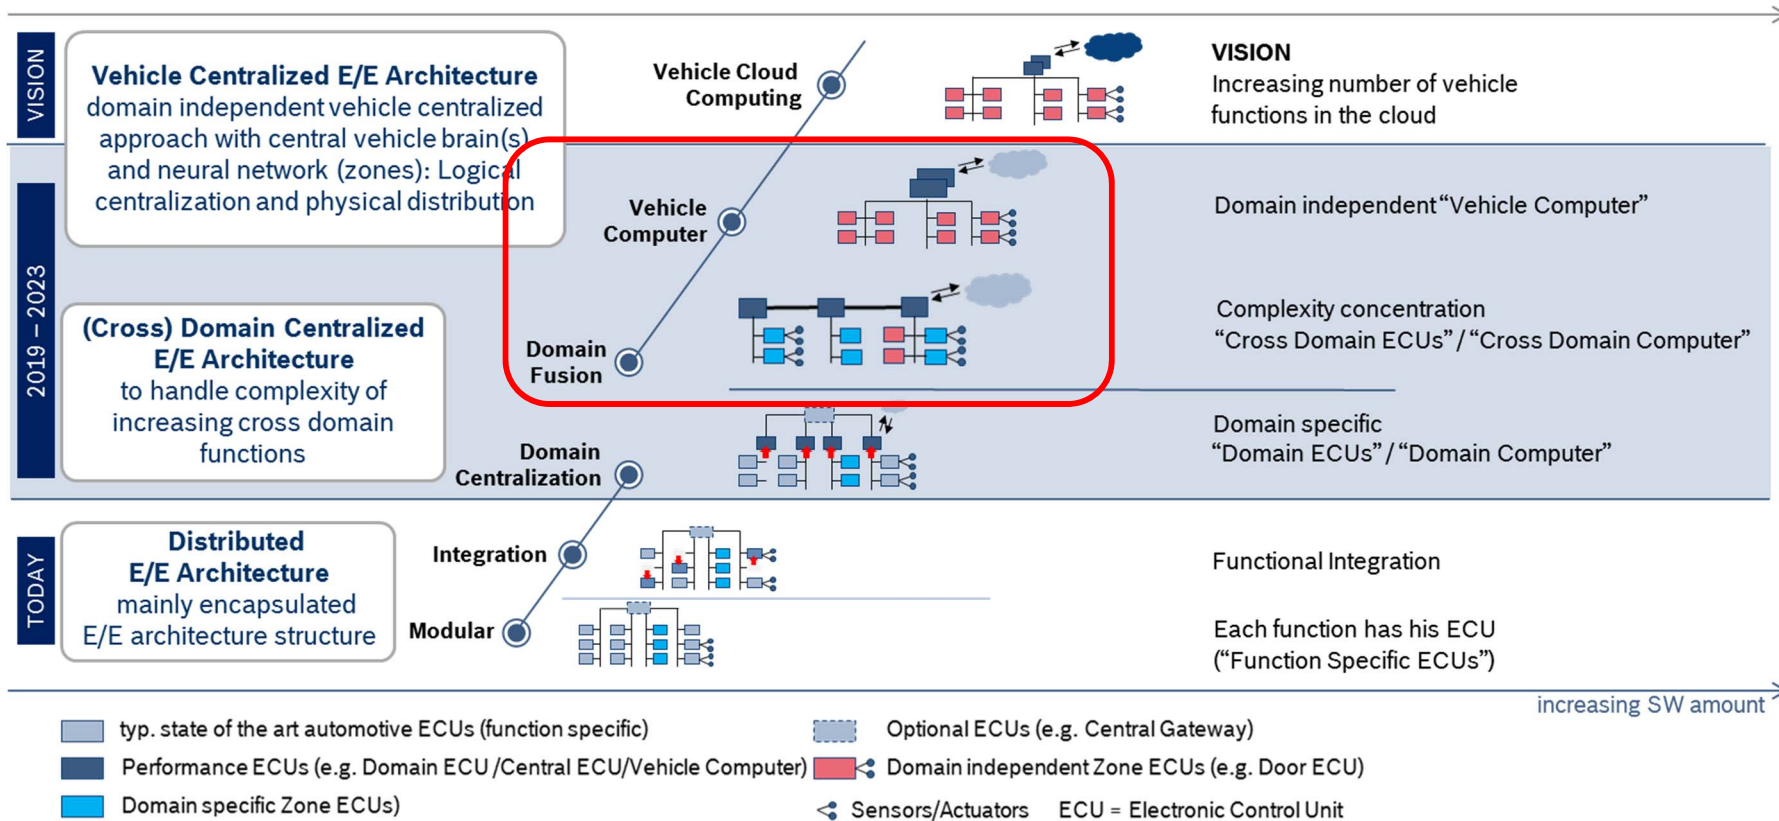 VISION
Vehicle Centralized E/E Architecture
domain independent vehicle centralized
approach with central vehicle brain(s)
and neural network (zones): Logical
centralization and physical distribution
Vehicle Cloud
Computing
VISION
Increasing number of vehicle
functions in the cloud
2019 – 2023
Vehicle
Computer
Domain independent “Vehicle Computer”
(Cross) Domain Centralized
E/E Architecture
to handle complexity of
increasing cross domain
functions
Domain
Fusion
Complexity concentration
“Cross Domain ECUs” / “Cross Domain Computer”
Domain
Centralization
Domain specific
“Domain ECUs” / “Domain Computer”
TODAY
Distributed
E/E Architecture
mainly encapsulated
E/E architecture structure
Integration
Functional Integration
Modular
Each function has his ECU
(“Function Specific ECUs”)
increasing SW amount
typ. state of the art automotive ECUs (function specific)
Performance ECUs (e.g. Domain ECU /Central ECU/Vehicle Computer)
Domain specific Zone ECUs)
Optional ECUs (e.g. Central Gateway)
Domain independent Zone ECUs (e.g. Door ECU)
Sensors/Actuators ECU = Electronic Control Unit